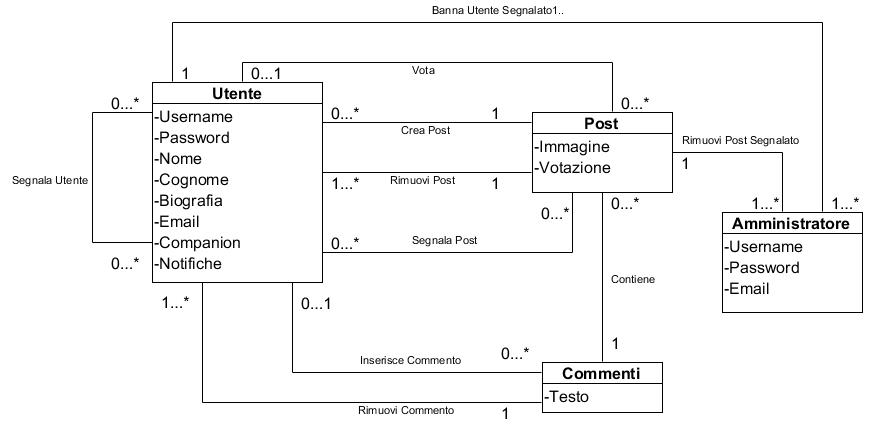 Banna Utente Segnalato1..
1
0...1
Vota
0...*
Utente
0...*
-Username
-Password
-Nome
-Cognome
-Biografia
-Email
-Companion
-Notifiche
Segnala Utente
0...*
0...*
1
Crea Post
1...*
Rimuovi Post
1
0...*
Segnala Post
0...*
Post
-Immagine
-Votazione
0...*
Rimuovi Post Segnalato
1
1...*
1...*
Amministratore
-Username
-Password
-Email
Contiene
1
1...*
0...1
Inserisce Commento
0...*
Commenti
-Testo
Rimuovi Commento
1